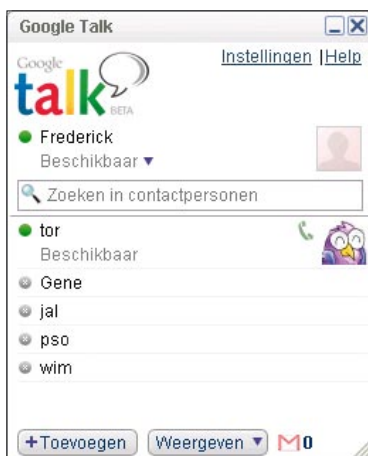 Google Talk
Instellingen |Help
Google
talk
BETA
Frederick
Beschikbaar
Zoeken in contactpersonen
tor
Beschikbaar
Gene
jal
pso
wim
+Toevoegen Weergeven 0